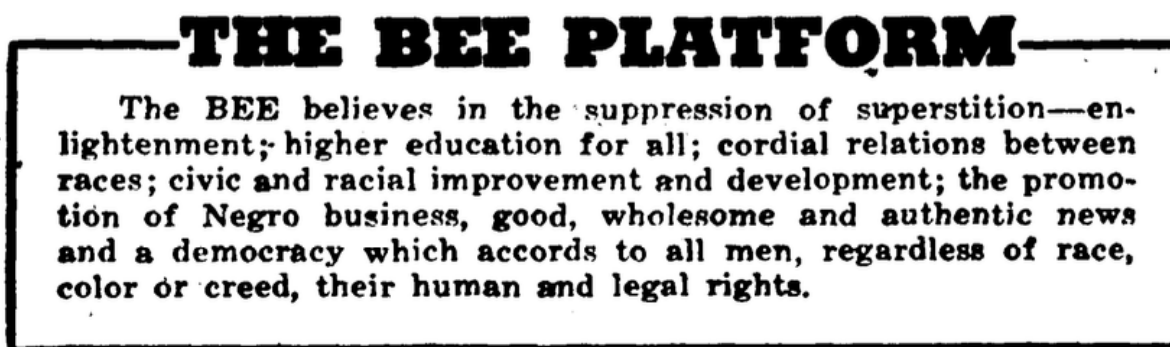 THE BEE PLATFORM
The BEE believes in the suppression of superstition—en-
lightenment; higher education for all; cordial relations between
races; civic and racial improvement and development; the promo-
tion of Negro business, good, wholesome and authentic news
and a democracy which accords to all men, regardless of race,
color or creed, their human and legal rights.